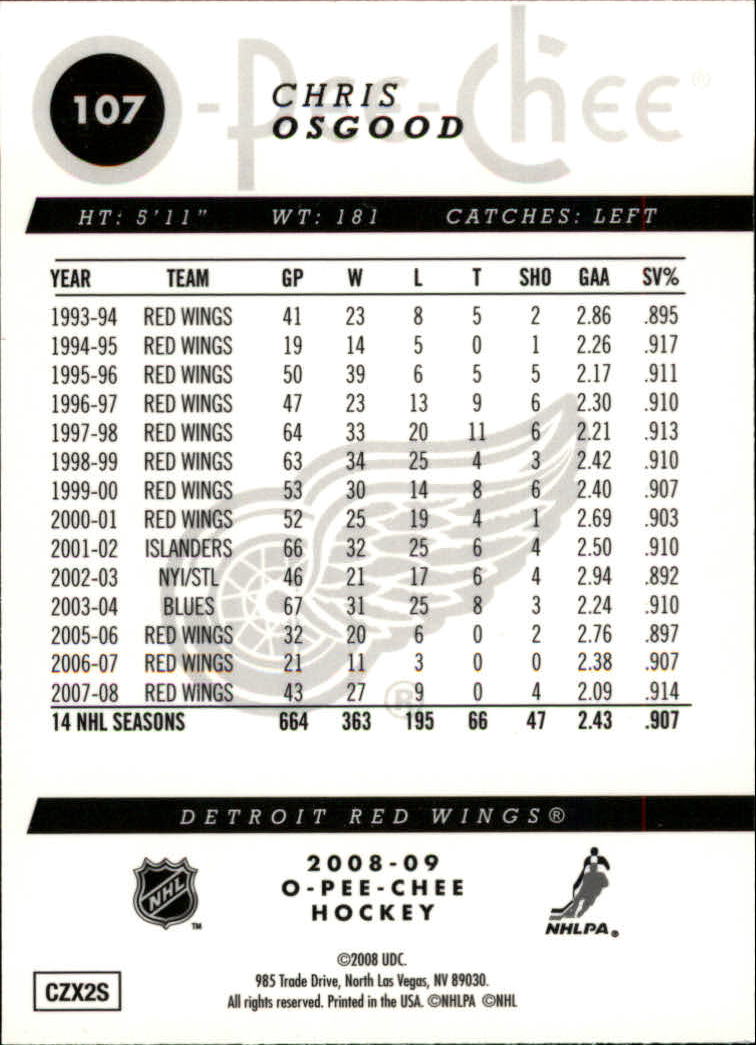 O-Pee-Chee®
107
CHRIS
OSGOOD
HT: 5'11" WT: 181 CATCHES: LEFT
YEAR TEAM GP W L T SHO GAA SV%
1993-94 RED WINGS 41 23 8 5 2 2.86 .895
1994-95 RED WINGS 19 14 5 0 1 2.26 .917
1995-96 RED WINGS 50 39 6 5 5 2.17 .911
1996-97 RED WINGS 47 23 13 9 6 2.30 .910
1997-98 RED WINGS 64 33 20 11 6 2.21 .913
1998-99 RED WINGS 63 34 25 4 3 2.42 .910
1999-00 RED WINGS 53 30 14 8 6 2.40 .907
2000-01 RED WINGS 52 25 19 4 1 2.69 .903
2001-02 ISLANDERS 66 32 25 6 4 2.50 .910
2002-03 NYI/STL 46 21 17 6 4 2.94 .892
2003-04 BLUES 67 31 25 8 3 2.24 .910
2005-06 RED WINGS 32 20 6 0 2 2.76 .897
2006-07 RED WINGS 21 11 3 0 0 2.38 .907
2007-08 RED WINGS 43 27 9 0 4 2.09 .914
®
14 NHL SEASONS 664 363 195 66 47 2.43 .907
DETROIT RED WINGS®
NHL ™
2008-09
O-PEE-CHEE
HOCKEY
NHLPA®
©2008 UDC.
985 Trade Drive, North Las Vegas, NV 89030.
All rights reserved. Printed in the USA. ©NHLPA ©NHL
CZX2S